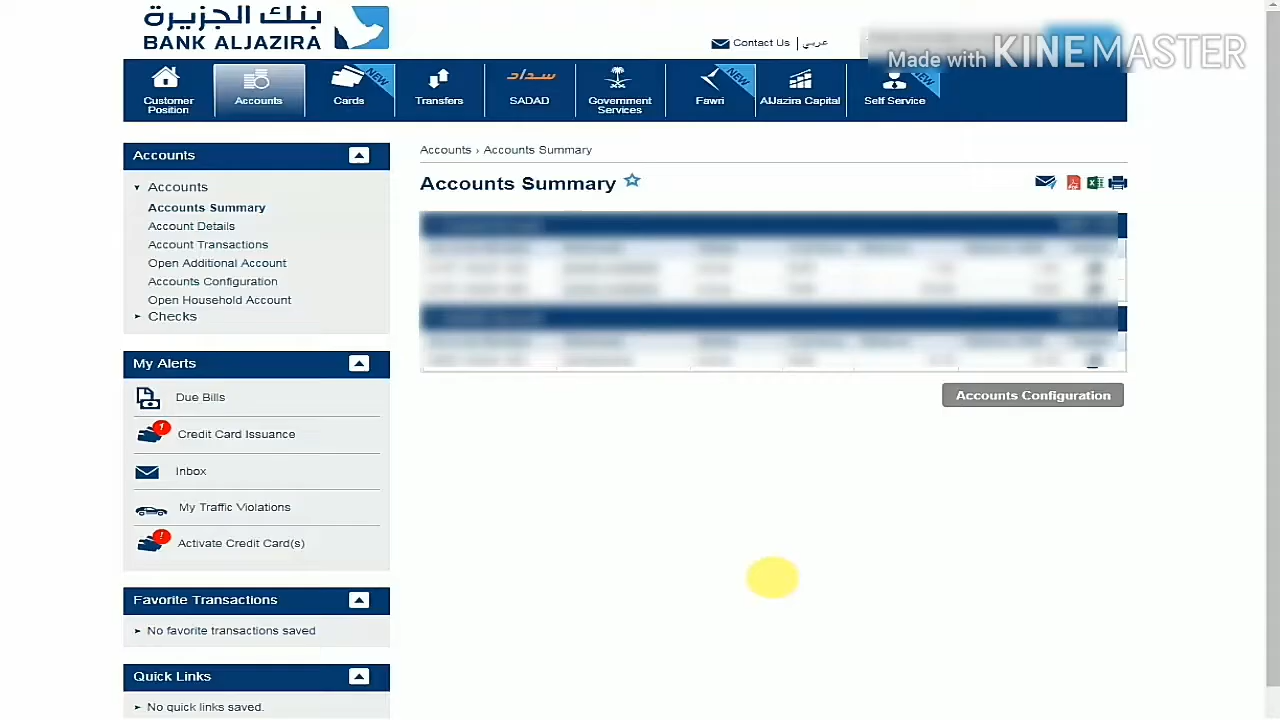 بنك الجزيرة
BANK ALJAZIRA
Contact Us | عربي
Made with KINEMASTER
Customer Position
Accounts
Cards
NEW
Transfers
سداد
SADAD
Government Services
Fawri
NEW
AlJazira Capital
Self Service
NEW
Accounts
Accounts
Accounts Summary
Account Details
Account Transactions
Open Additional Account
Accounts Configuration
Open Household Account
Checks
My Alerts
Due Bills
Credit Card Issuance
Inbox
My Traffic Violations
Activate Credit Card(s)
Favorite Transactions
No favorite transactions saved
Quick Links
No quick links saved.
Accounts › Accounts Summary
Accounts Summary
Accounts Configuration